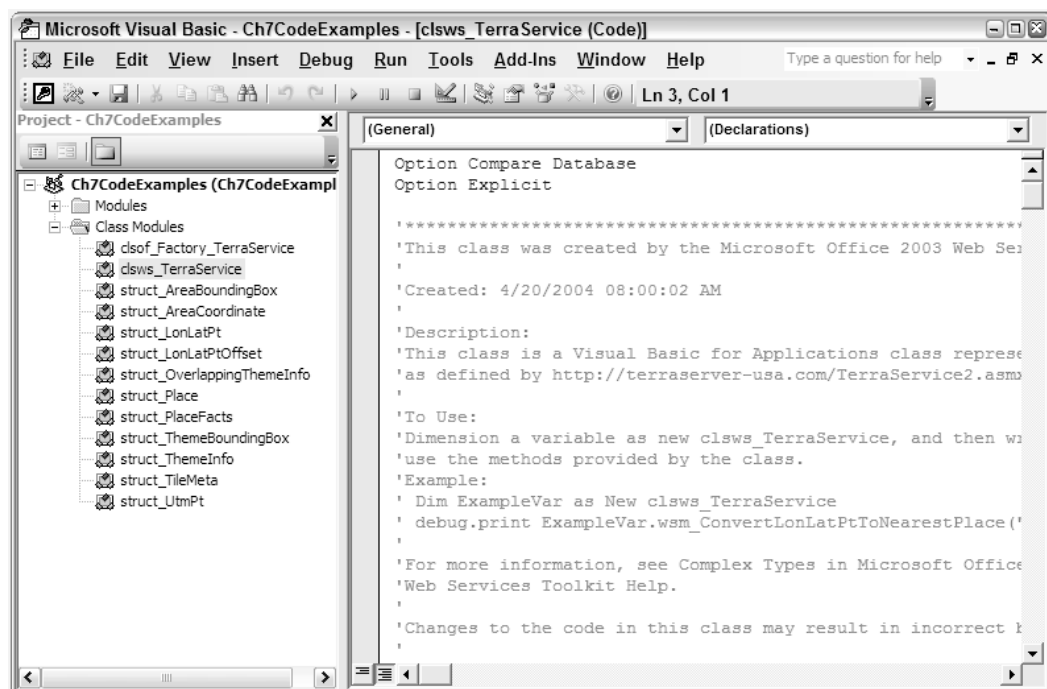 Microsoft Visual Basic - Ch7CodeExamples - [clsws_TerraService (Code)]
File Edit View Insert Debug Run Tools Add-Ins Window Help Type a question for help
Ln 3, Col 1
Project - Ch7CodeExamples
(General) (Declarations)
Ch7CodeExamples (Ch7CodeExampl
Modules
Class Modules
clsof_Factory_TerraService
clsws_TerraService
struct_AreaBoundingBox
struct_AreaCoordinate
struct_LonLatPt
struct_LonLatPtOffset
struct_OverlappingThemeInfo
struct_Place
struct_PlaceFacts
struct_ThemeBoundingBox
struct_ThemeInfo
struct_TileMeta
struct_UtmPt
Option Compare Database
Option Explicit
'*****************************************************************
'This class was created by the Microsoft Office 2003 Web Ser
'
'Created: 4/20/2004 08:00:02 AM
'
'Description:
'This class is a Visual Basic for Applications class represe
'as defined by http://terraserver-usa.com/TerraService2.asmx
'
'To Use:
'Dimension a variable as new clsws_TerraService, and then wr
'use the methods provided by the class.
'Example:
' Dim ExampleVar as New clsws_TerraService
' debug.print ExampleVar.wsm_ConvertLonLatPtToNearestPlace("
'
'For more information, see Complex Types in Microsoft Office
'Web Services Toolkit Help.
'
'Changes to the code in this class may result in incorrect b
'